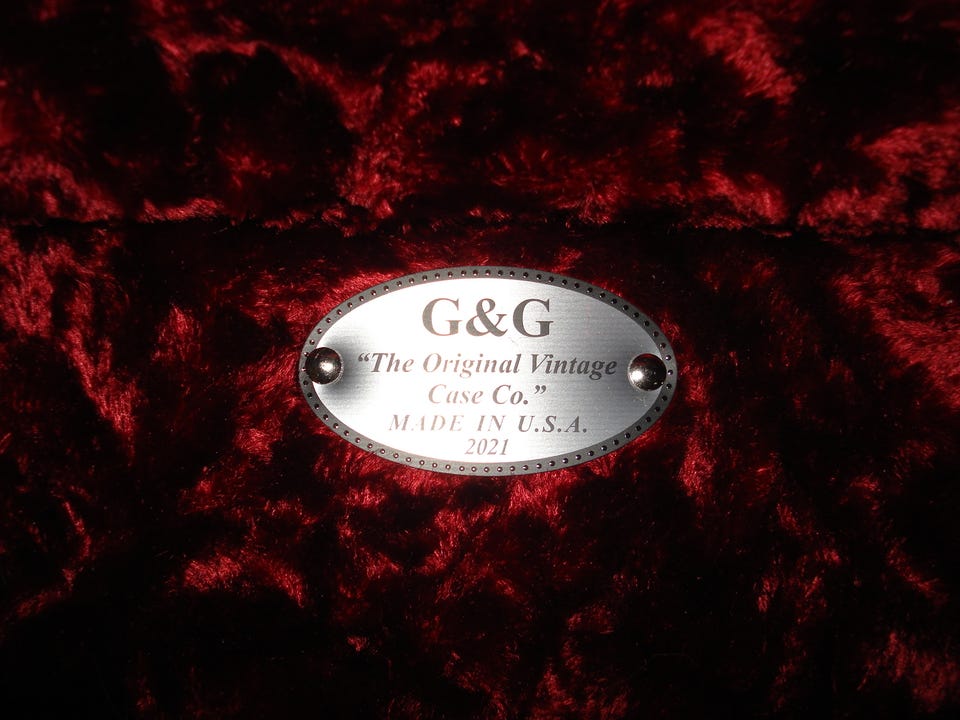 G&G
“The Original Vintage
Case Co.”
MADE IN U.S.A.
2021